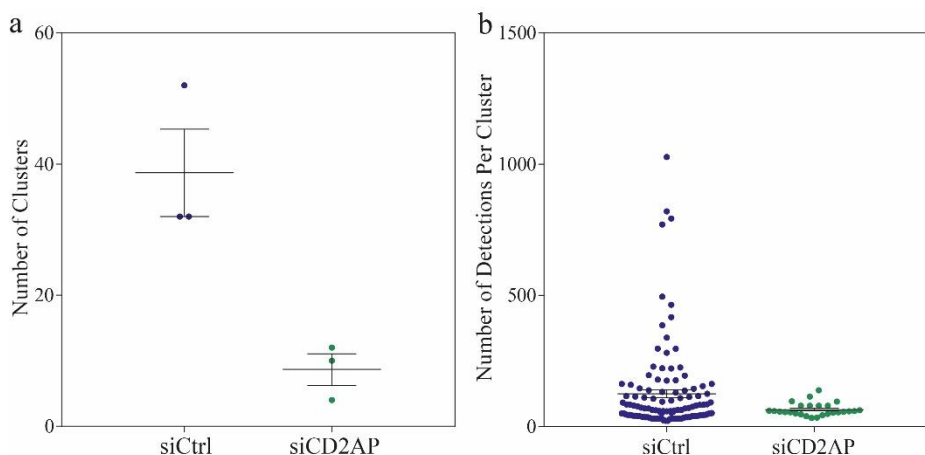 a
Number of Clusters
60
40
20
0
siCtrl
siCD2AP
b
Number of Detections Per Cluster
1500
1000
500
0
siCtrl
siCD2AP